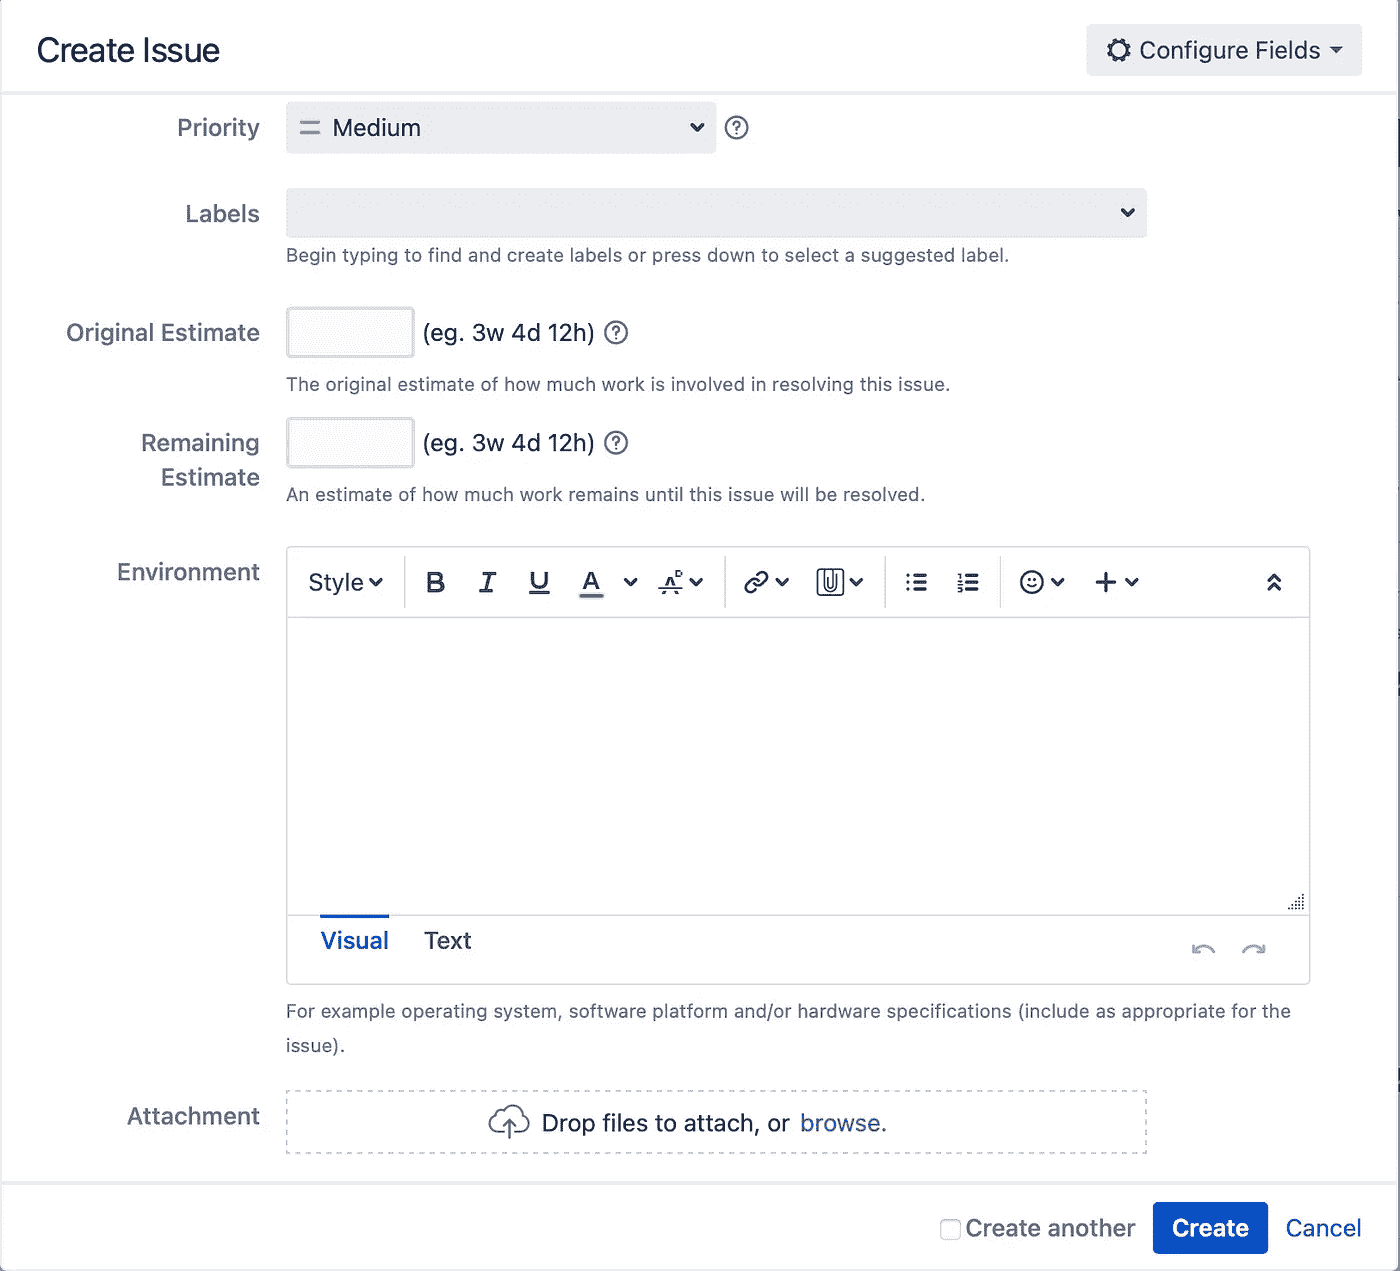 Create Issue
Configure Fields
Priority
Medium
Labels
Begin typing to find and create labels or press down to select a suggested label.
Original Estimate
(eg. 3w 4d 12h)
The original estimate of how much work is involved in resolving this issue.
Remaining
Estimate
(eg. 3w 4d 12h)
An estimate of how much work remains until this issue will be resolved.
Environment
Style
Visual
Text
For example operating system, software platform and/or hardware specifications (include as appropriate for the
issue).
Attachment
Drop files to attach, or browse.
Create another
Create
Cancel